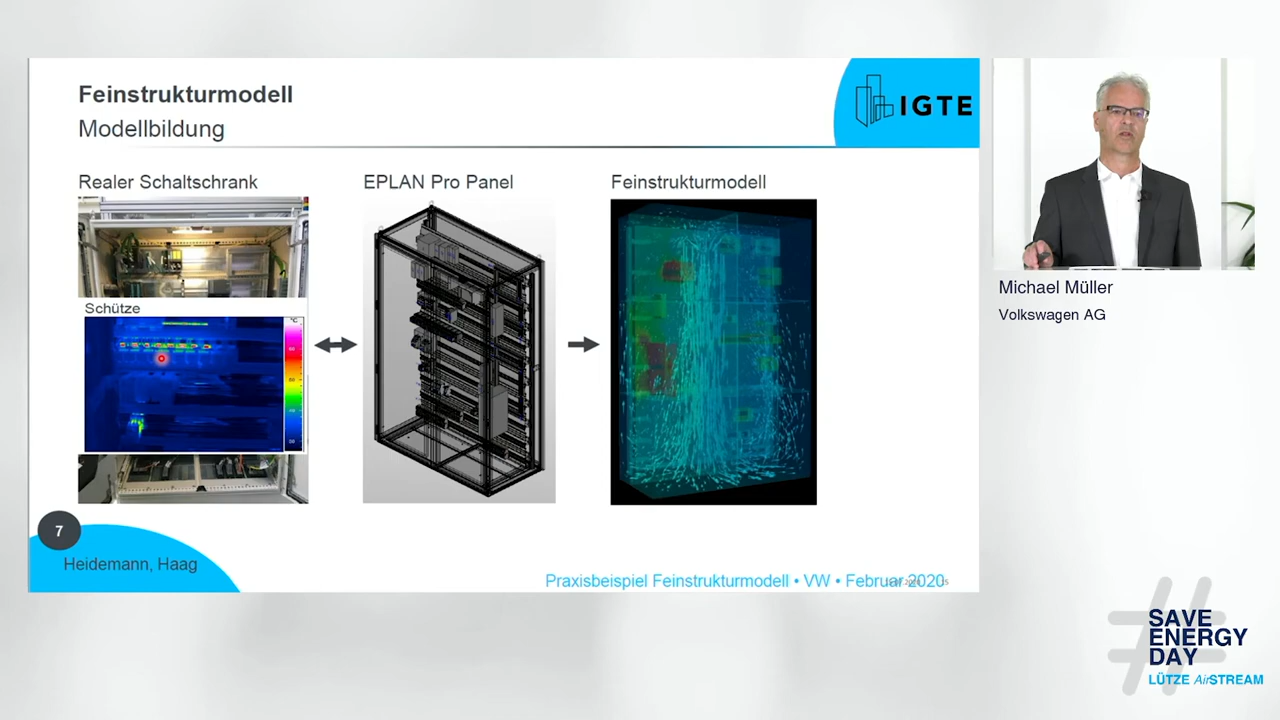 Feinstrukturmodell
Modellbildung
IGTE
Realer Schaltschrank
EPLAN Pro Panel
Feinstrukturmodell
Schütze
°C
7
Heidemann, Haag
Praxisbeispiel Feinstrukturmodell • VW • Februar 2020
Michael Müller
Volkswagen AG
#
SAVE
ENERGY
DAY
LÜTZE AirSTREAM